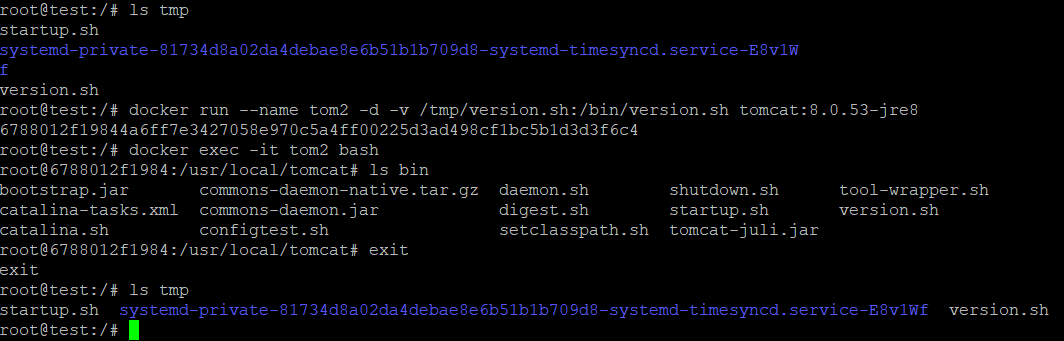 root@test:/# ls tmp
startup.sh
systemd-private-81734d8a02da4debae8e6b51b1b709d8-systemd-timesyncd.service-E8v1W
f
version.sh
root@test:/# docker run --name tom2 -d -v /tmp/version.sh:/bin/version.sh tomcat:8.0.53-jre8
6788012f19844a6ff7e3427058e970c5a4ff00225d3ad498cf1bc5b1d3d3f6c4
root@test:/# docker exec -it tom2 bash
root@6788012f1984:/usr/local/tomcat# ls bin
bootstrap.jar       commons-daemon-native.tar.gz  daemon.sh        shutdown.sh      tool-wrapper.sh
catalina-tasks.xml  commons-daemon.jar            digest.sh        startup.sh       version.sh
catalina.sh         configtest.sh                 setclasspath.sh  tomcat-juli.jar
root@6788012f1984:/usr/local/tomcat# exit
exit
root@test:/# ls tmp
startup.sh  systemd-private-81734d8a02da4debae8e6b51b1b709d8-systemd-timesyncd.service-E8v1Wf  version.sh
root@test:/#